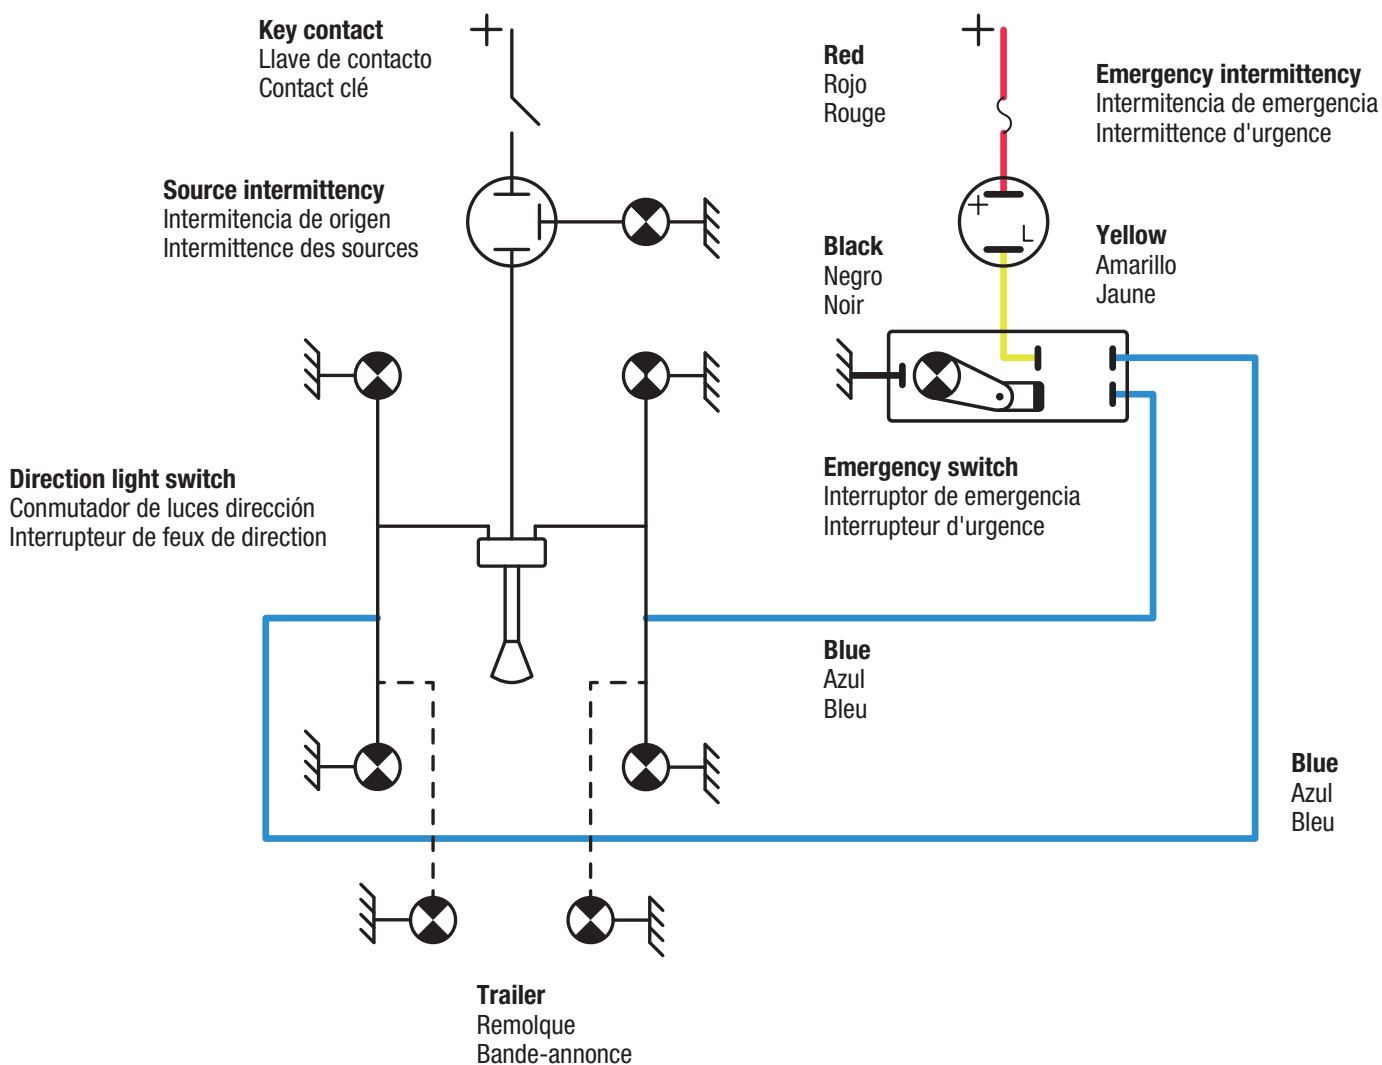 Key contact
Llave de contacto
Contact clé
Red
Rojo
Rouge
Emergency intermittency
Intermitencia de emergencia
Intermittence d'urgence
Source intermittency
Intermitencia de origen
Intermittence des sources
+
L
Black
Negro
Noir
Yellow
Amarillo
Jaune
Direction light switch
Conmutador de luces dirección
Interrupteur de feux de direction
Emergency switch
Interruptor de emergencia
Interrupteur d'urgence
Blue
Azul
Bleu
Blue
Azul
Bleu
Trailer
Remolque
Bande-annonce